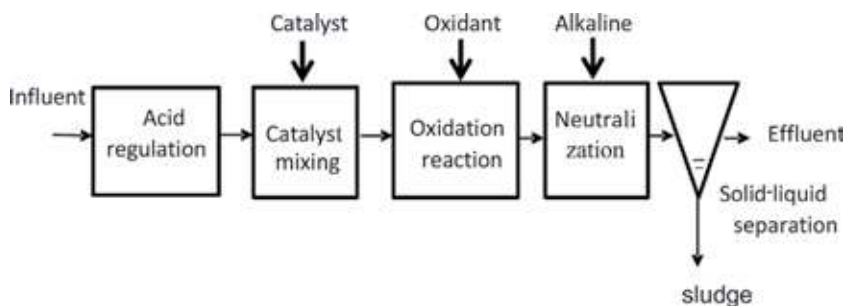 Catalyst
Oxidant
Alkaline
Influent
Acid
regulation
Catalyst
mixing
Oxidation
reaction
Neutrali
zation
Effluent
Solid-liquid
separation
sludge